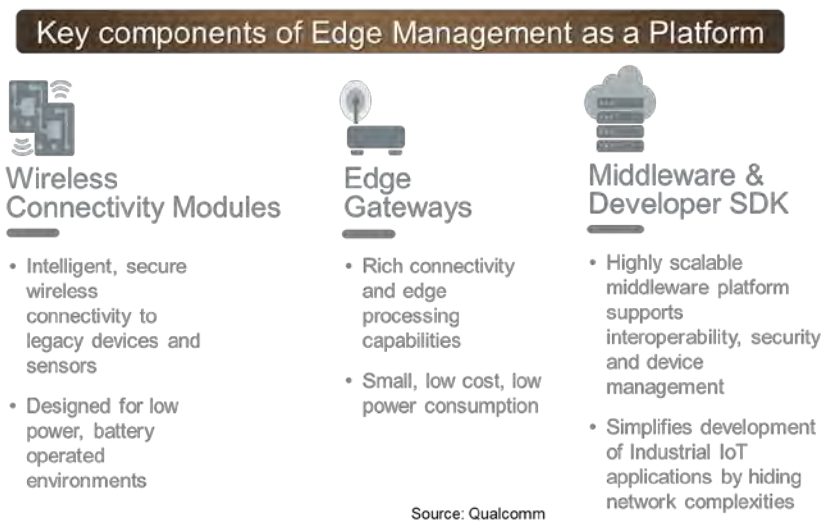 Key components of Edge Management as a Platform
Wireless
Connectivity Modules
• Intelligent, secure
wireless
connectivity to
legacy devices and
sensors
• Designed for low
power, battery
operated
environments
Edge
Gateways
• Rich connectivity
and edge
processing
capabilities
• Small, low cost, low
power consumption
Middleware &
Developer SDK
• Highly scalable
middleware platform
supports
interoperability, security
and device
management
• Simplifies development
of Industrial IoT
applications by hiding
network complexities
Source: Qualcomm